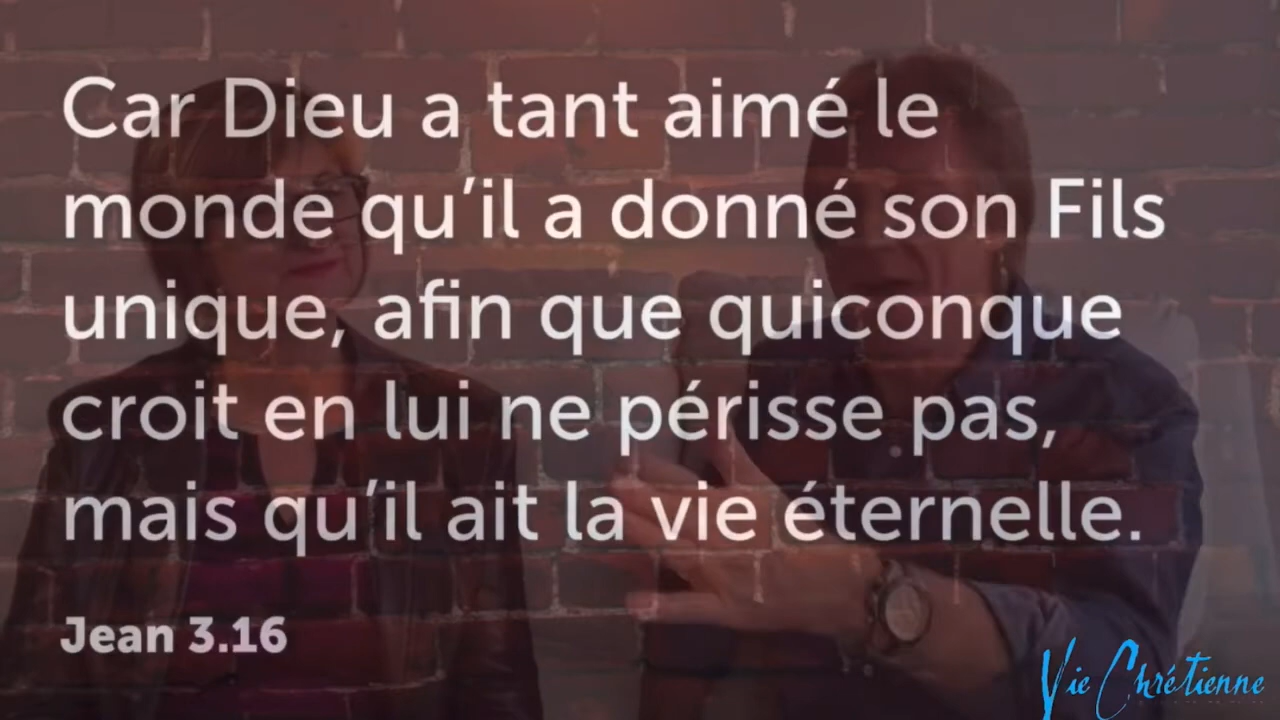 Car Dieu a tant aimé le
monde qu’il a donné son Fils
unique, afin que quiconque
croit en lui ne périsse pas,
mais qu’il ait la vie éternelle.
Jean 3.16
Vie Chrétienne